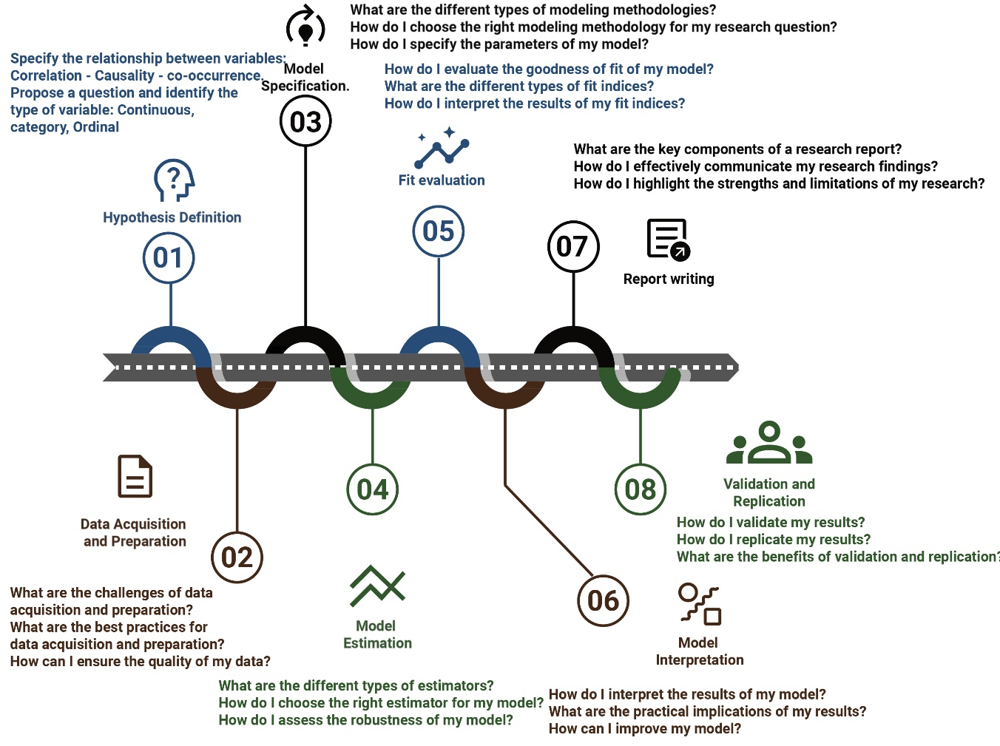 Specify the relationship between variables:
Correlation - Causality - co-occurrence.
Propose a question and identify the
type of variable: Continuous,
category, Ordinal
Hypothesis Definition
01
Data Acquisition
and Preparation
02
What are the challenges of data
acquisition and preparation?
What are the best practices for
data acquisition and preparation?
How can I ensure the quality of my data?
What are the different types of modeling methodologies?
How do I choose the right modeling methodology for my research question?
How do I specify the parameters of my model?
Model
Specification.
03
04
Model
Estimation
What are the different types of estimators?
How do I choose the right estimator for my model?
How do I assess the robustness of my model?
How do I evaluate the goodness of fit of my model?
What are the different types of fit indices?
How do I interpret the results of my fit indices?
Fit evaluation
05
06
Model
Interpretation
How do I interpret the results of my model?
What are the practical implications of my results?
How can I improve my model?
What are the key components of a research report?
How do I effectively communicate my research findings?
How do I highlight the strengths and limitations of my research?
07
Report writing
08
Validation and
Replication
How do I validate my results?
How do I replicate my results?
What are the benefits of validation and replication?